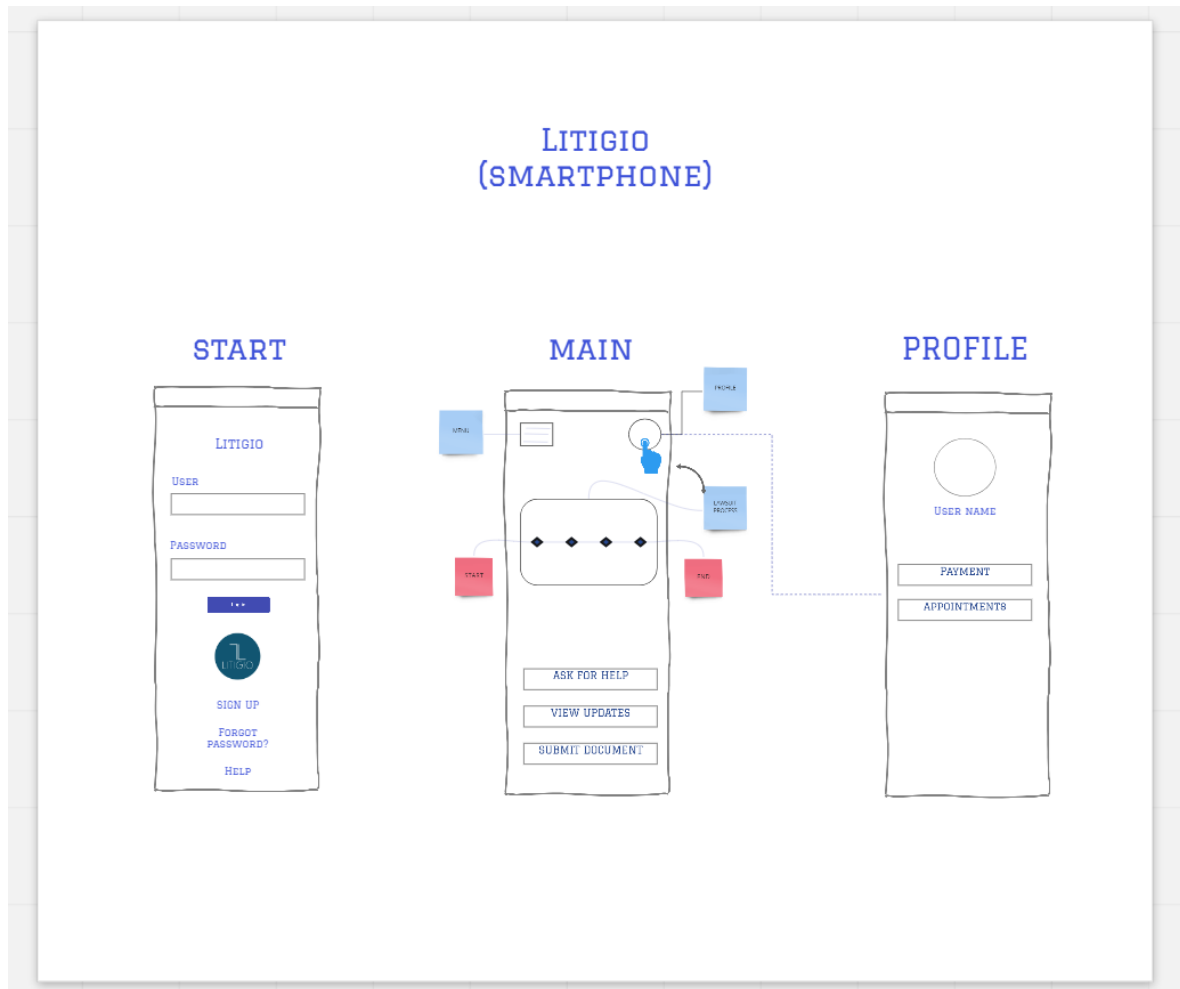 Litigio
(smartphone)
START
MAIN
PROFILE
Litigio
User
Password
LITIGIO
SIGN UP
Forgot
password?
Help
MENU
PROFILE
LAWSUIT
PROCESS
START
END
ASK FOR HELP
VIEW UPDATES
SUBMIT DOCUMENT
User name
PAYMENT
APPOINTMENTS